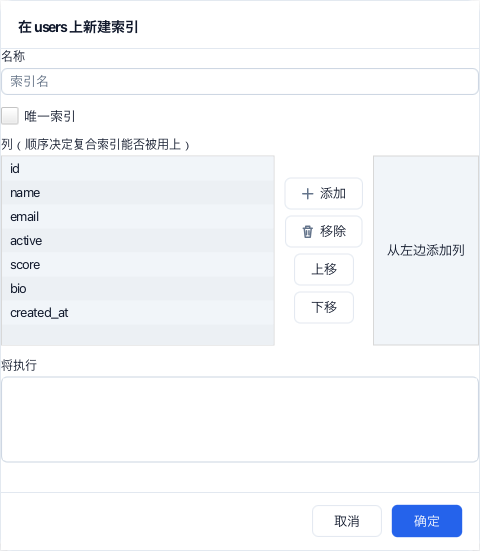 在 users 上新建索引
名称
索引名
唯一索引
列（顺序决定复合索引能否被用上）
id
name
email
active
score
bio
created_at
添加
移除
上移
下移
从左边添加列
将执行
取消
确定